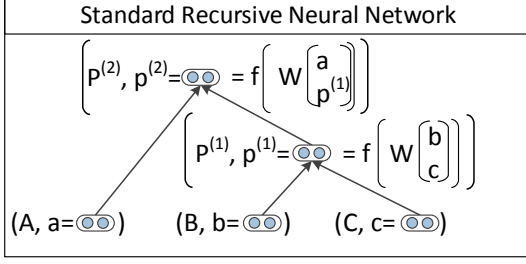 Standard Recursive Neural Network
(P⁽²⁾, p⁽²⁾= = f(W[a p⁽¹⁾]))
(P⁽¹⁾, p⁽¹⁾= = f(W[b c]))
(A, a= ) (B, b= ) (C, c= )